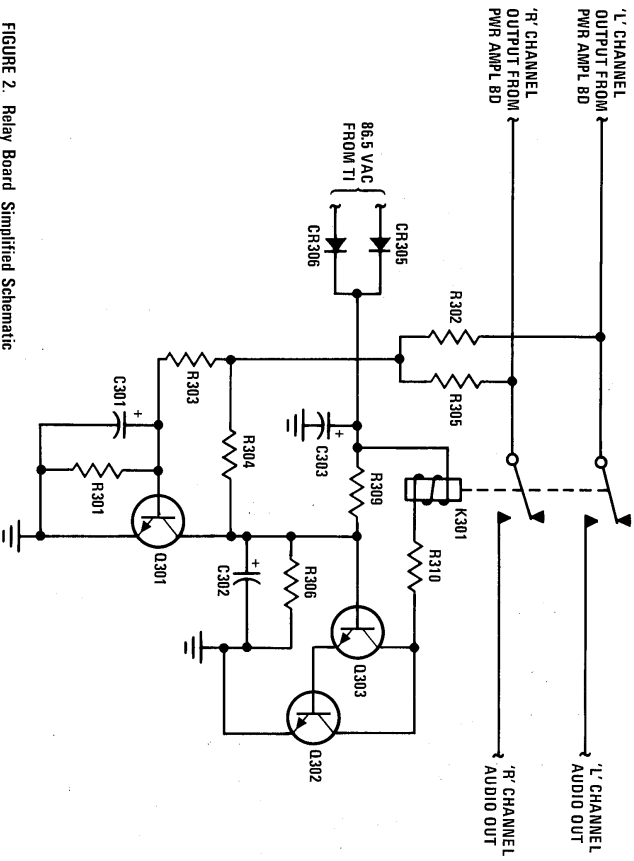 'L' CHANNEL
OUTPUT FROM
PWR AMPL BD
'R' CHANNEL
OUTPUT FROM
PWR AMPL BD
'L' CHANNEL
AUDIO OUT
'R' CHANNEL
AUDIO OUT
86.5 VAC
FROM TI
CR305
CR306
R302
R305
K301
R310
R303
R304
C303
+
R309
C301
+
R301
Q301
C302
+
R306
Q303
Q302
FIGURE 2. Relay Board Simplified Schematic